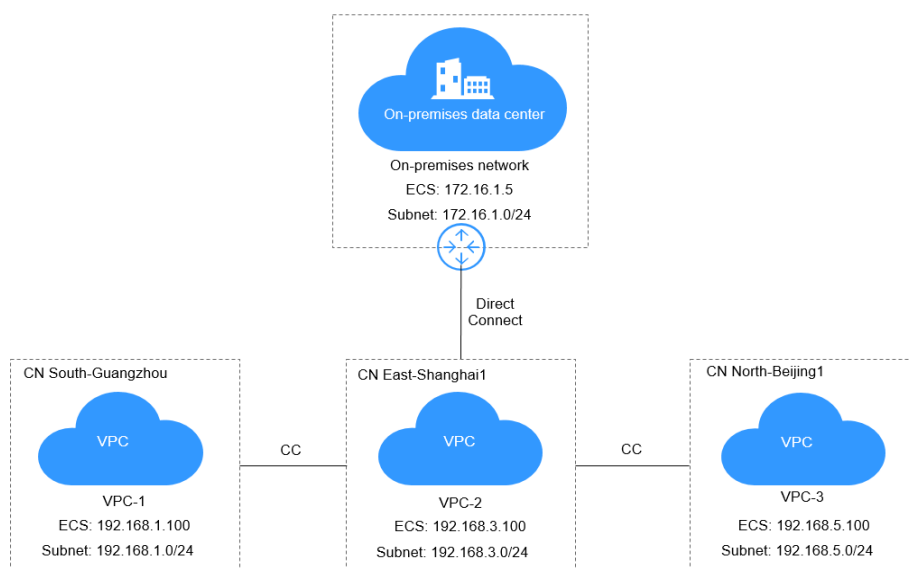 On-premises data center
On-premises network
ECS: 172.16.1.5
Subnet: 172.16.1.0/24
Direct
Connect
CN South-Guangzhou
VPC
VPC-1
ECS: 192.168.1.100
Subnet: 192.168.1.0/24
CC
CN East-Shanghai1
VPC
VPC-2
ECS: 192.168.3.100
Subnet: 192.168.3.0/24
CC
CN North-Beijing1
VPC
VPC-3
ECS: 192.168.5.100
Subnet: 192.168.5.0/24